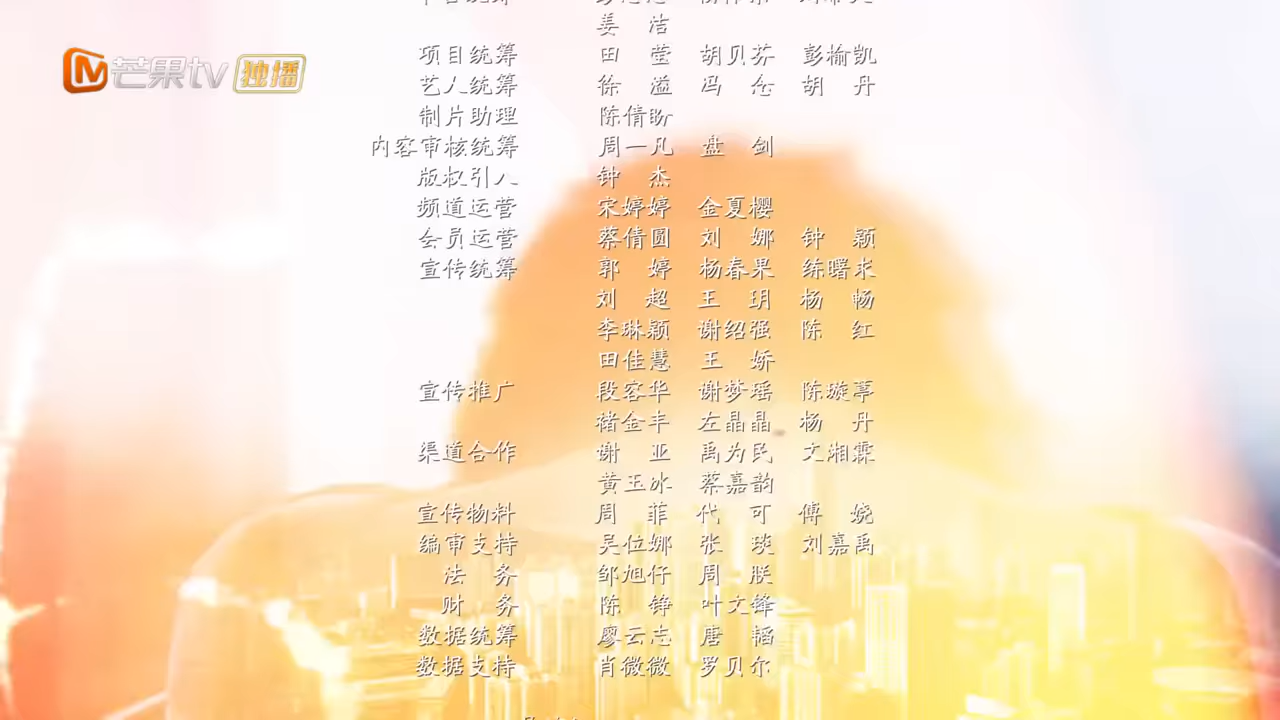 姜 洁
芒果tv 独播
项目统筹 田 莹 胡贝芬 彭榆凯
艺人统筹 徐 溢 冯 念 胡 丹
制片助理 陈倩盼
内容审核统筹 周一凡 盘 剑
版权引入 钟 杰
频道运营 宋婷婷 金夏樱
会员运营 蔡倩圆 刘 娜 钟 颖
宣传统筹 郭 婷 杨春果 练曙求
刘 超 王 玥 杨 畅
李琳颖 谢绍强 陈 红
田佳慧 王 娇
宣传推广 段容华 谢梦瑶 陈璇葶
褚金丰 左晶晶 杨 丹
渠道合作 谢 亚 禹为民 文湘霖
黄玉冰 蔡嘉韵
宣传物料 周 菲 代 可 傅 娆
编审支持 吴位娜 张 琰 刘嘉禹
法 务 邹旭仔 周 朕
财 务 陈 铮 叶文锋
数据统筹 廖云志 唐 韬
数据支持 肖微微 罗贝尔